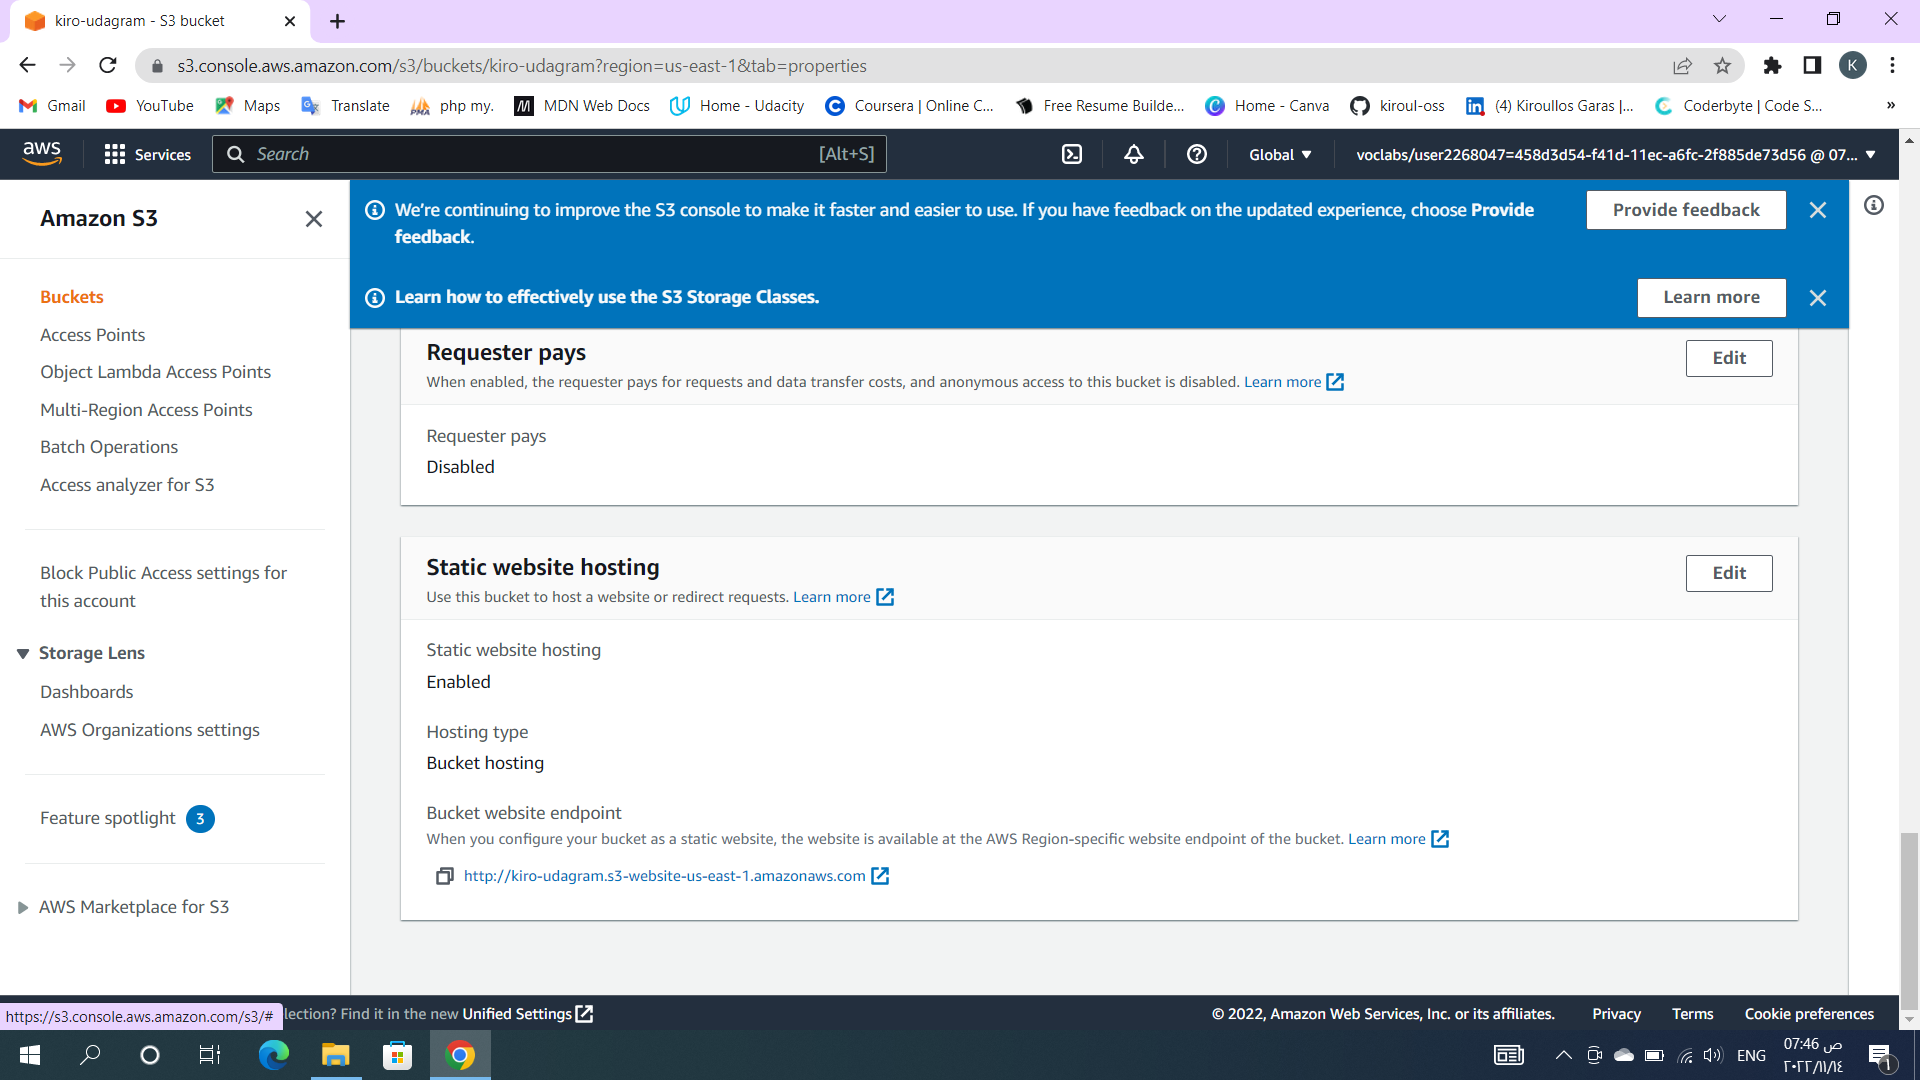 kiro-udagram - S3 bucket
s3.console.aws.amazon.com/s3/buckets/kiro-udagram?region=us-east-1&tab=properties
K
Gmail
YouTube
Maps
Translate
php my.
MDN Web Docs
Home - Udacity
Coursera | Online C...
Free Resume Builde...
Home - Canva
kiroul-oss
(4) Kiroullos Garas |...
Coderbyte | Code S...
»
aws
Services
Search
[Alt+S]
Global
voclabs/user2268047=458d3d54-f41d-11ec-a6fc-2f885de73d56 @ 07...
Amazon S3
Buckets
Access Points
Object Lambda Access Points
Multi-Region Access Points
Batch Operations
Access analyzer for S3
Block Public Access settings for
this account
Storage Lens
Dashboards
AWS Organizations settings
Feature spotlight 3
AWS Marketplace for S3
We're continuing to improve the S3 console to make it faster and easier to use. If you have feedback on the updated experience, choose Provide
feedback.
Provide feedback
Learn how to effectively use the S3 Storage Classes.
Learn more
Requester pays
Edit
When enabled, the requester pays for requests and data transfer costs, and anonymous access to this bucket is disabled. Learn more
Requester pays
Disabled
Static website hosting
Edit
Use this bucket to host a website or redirect requests. Learn more
Static website hosting
Enabled
Hosting type
Bucket hosting
Bucket website endpoint
When you configure your bucket as a static website, the website is available at the AWS Region-specific website endpoint of the bucket. Learn more
http://kiro-udagram.s3-website-us-east-1.amazonaws.com
https://s3.console.aws.amazon.com/s3/#
lection? Find it in the new Unified Settings
© 2022, Amazon Web Services, Inc. or its affiliates.
Privacy
Terms
Cookie preferences
ENG
07:46 ص
٢٠٢٢/١١/١٤
١